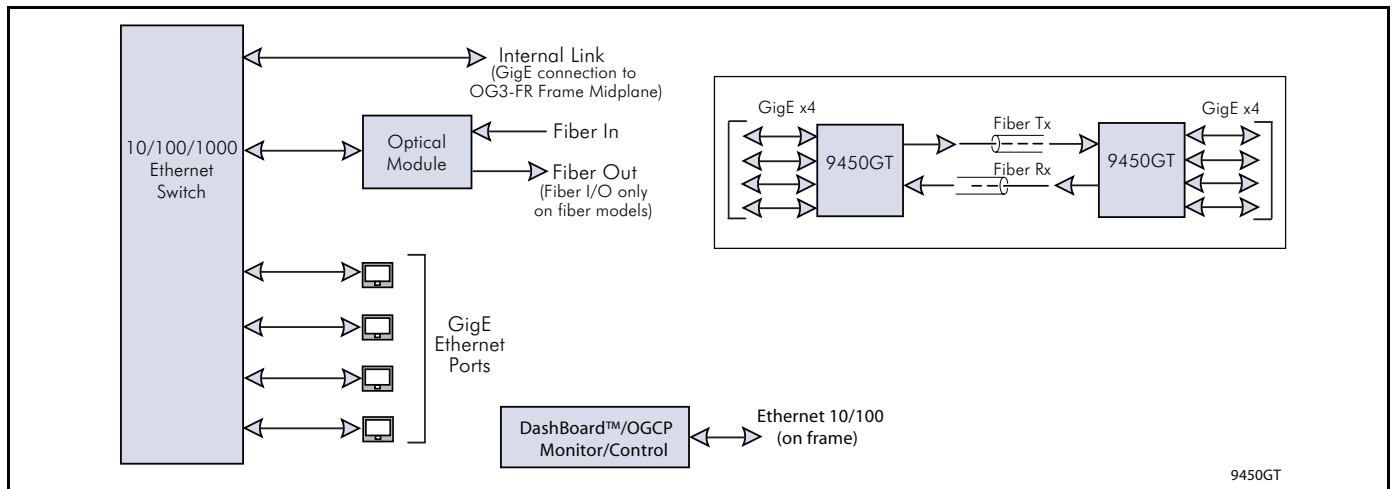 10/100/1000
Ethernet
Switch
Internal Link
(GigE connection to
OG3-FR Frame Midplane)
Optical
Module
Fiber In
Fiber Out
(Fiber I/O only
on fiber models)
GigE
Ethernet
Ports
GigE x4
9450GT
Fiber Tx
Fiber Rx
9450GT
GigE x4
DashBoard™/OGCP
Monitor/Control
Ethernet 10/100
(on frame)
9450GT